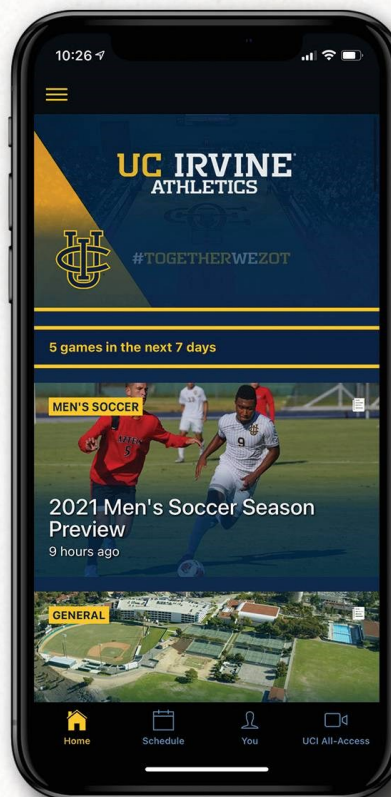 10:26
UC IRVINE
ATHLETICS
#TOGETHERWEZOT
5 games in the next 7 days
MEN'S SOCCER
9
2021 Men's Soccer Season
Preview
9 hours ago
GENERAL
Home
Schedule
You
UCI All-Access